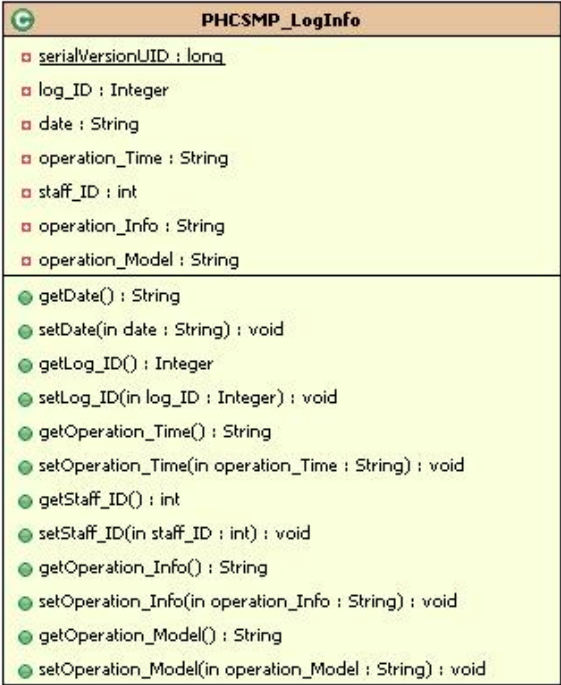 C PHCSMP_LogInfo
serialVersionUID : long
log_ID : Integer
date : String
operation_Time : String
staff_ID : int
operation_Info : String
operation_Model : String
getDate() : String
setDate(in date : String) : void
getLog_ID() : Integer
setLog_ID(in log_ID : Integer) : void
getOperation_Time() : String
setOperation_Time(in operation_Time : String) : void
getStaff_ID() : int
setStaff_ID(in staff_ID : int) : void
getOperation_Info() : String
setOperation_Info(in operation_Info : String) : void
getOperation_Model() : String
setOperation_Model(in operation_Model : String) : void